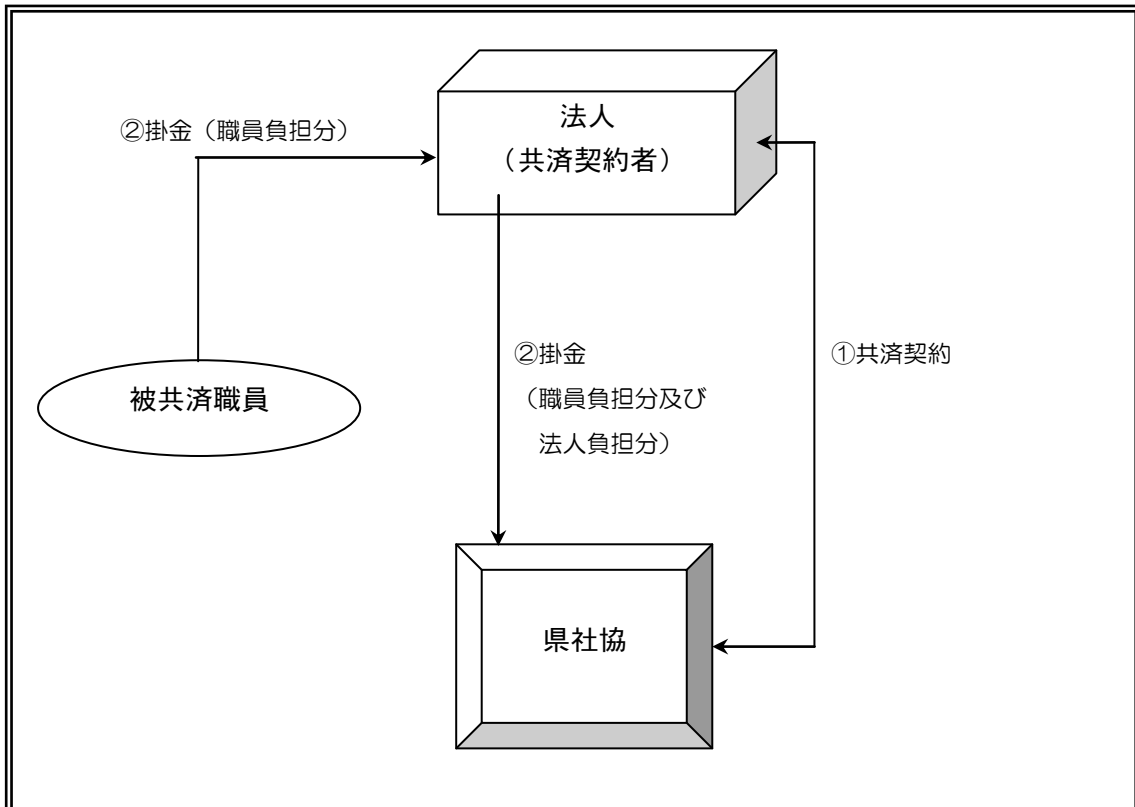 法人
（共済契約者）
②掛金（職員負担分）
被共済職員
②掛金
（職員負担分及び
法人負担分）
①共済契約
県社協